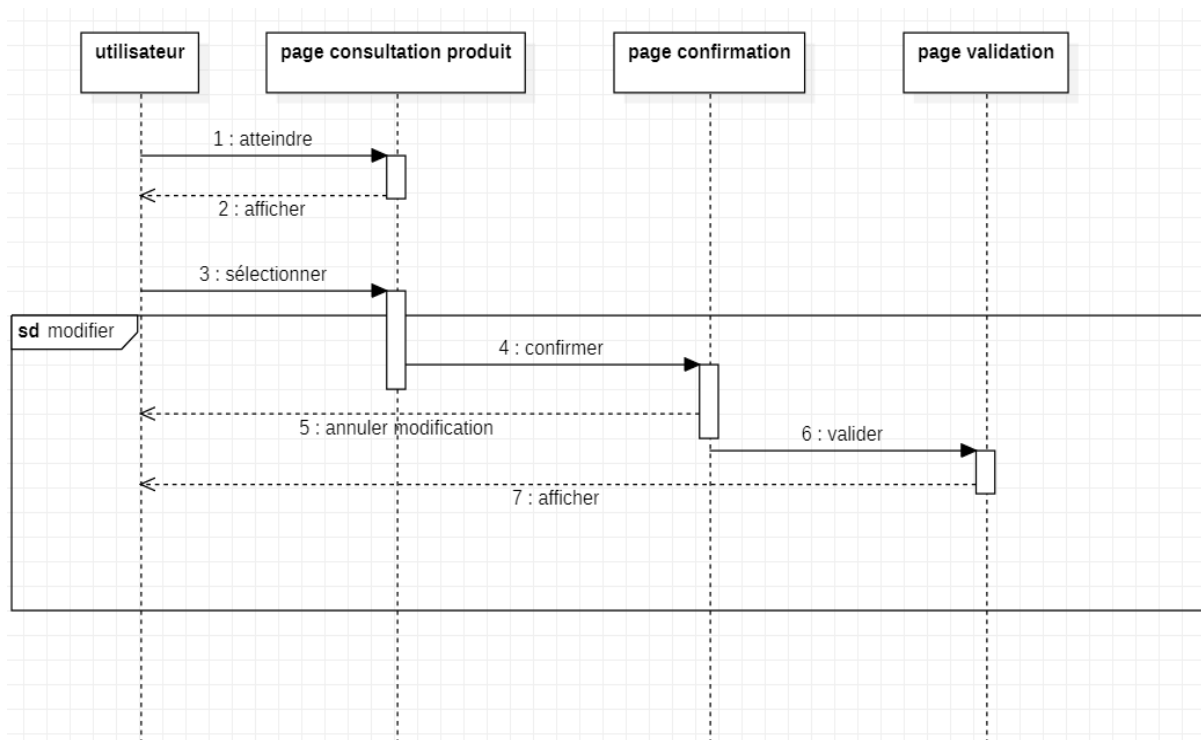 utilisateur
page consultation produit
page confirmation
page validation
1 : atteindre
2 : afficher
3 : sélectionner
sd modifier
4 : confirmer
5 : annuler modification
6 : valider
7 : afficher